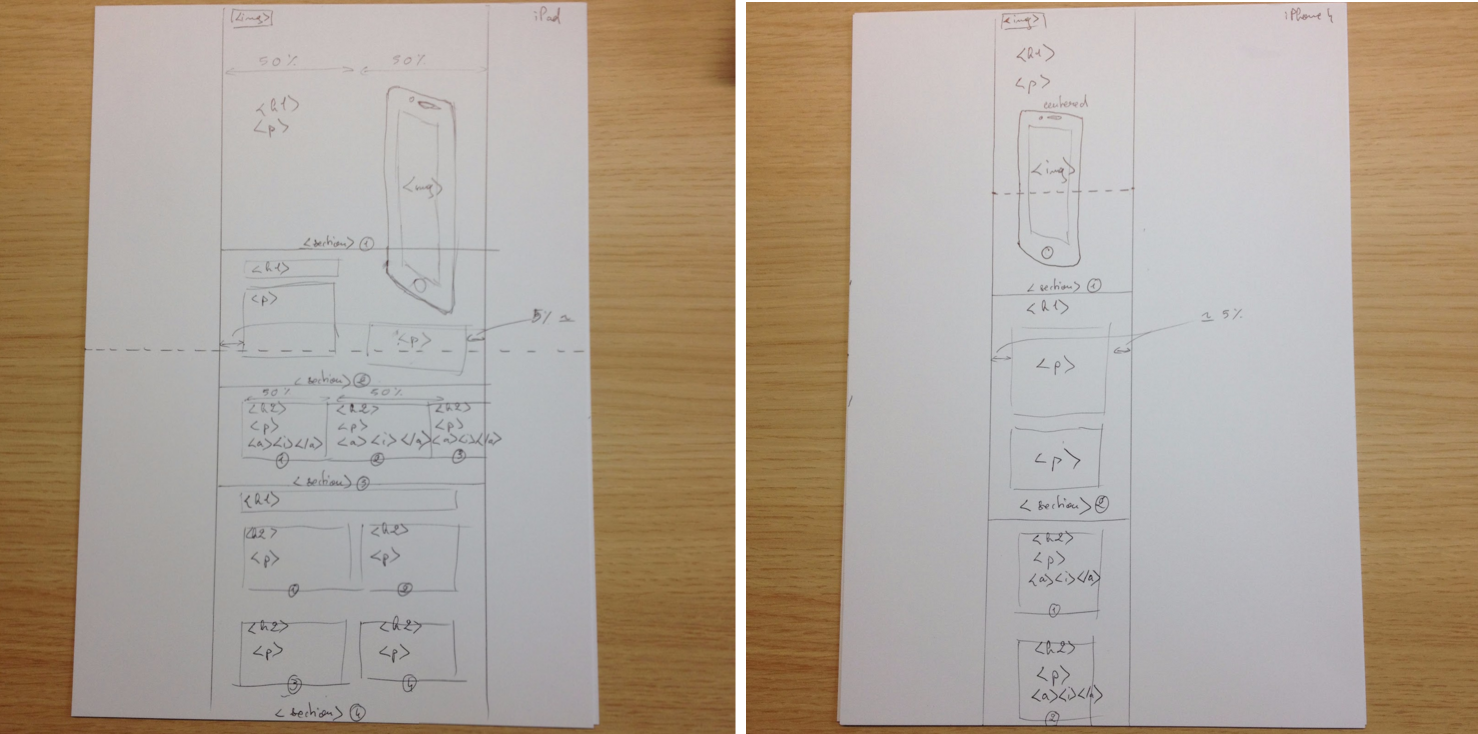 <img>
iPad
50%
50%
<h1>
<p>
<img>
<section> 1
<h1>
<p>
<p>
5% ~
<section> 2
50%
50%
<h2>
<p>
<a><i></a>
1
<h2>
<p>
<a><i></a>
2
<h2>
<p>
<a><i></a>
3
<section> 3
<h1>
<h2>
<p>
1
<h2>
<p>
2
<h2>
<p>
3
<h2>
<p>
4
<section> 4
<img>
iPhone 4
<h1>
<p>
centered
<img>
<section> 1
<h1>
~ 5%
<p>
<p>
<section> 2
<h2>
<p>
<a><i></a>
1
<h2>
<p>
<a><i></a>
2